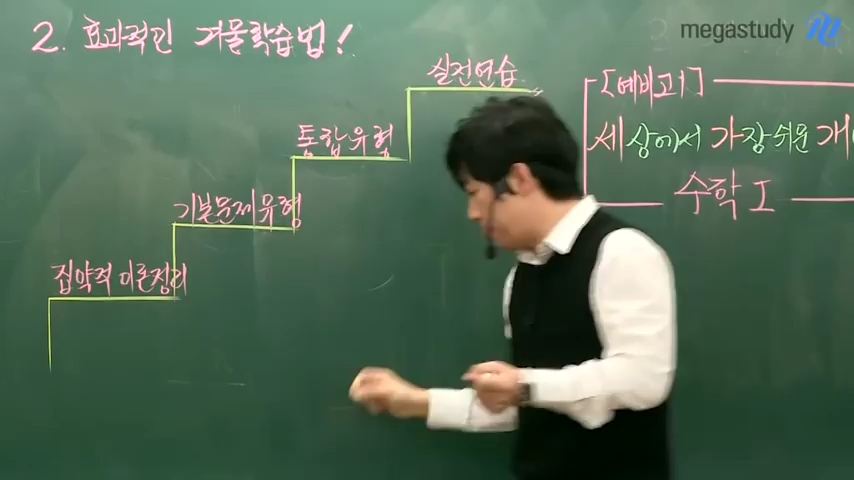 megastudy
2. 효과적인 겨울학습법!
실전연습
통합유형
기본문제유형
집약적 이론정리
[예비고1]
세상에서 가장 쉬운 개
수학 I